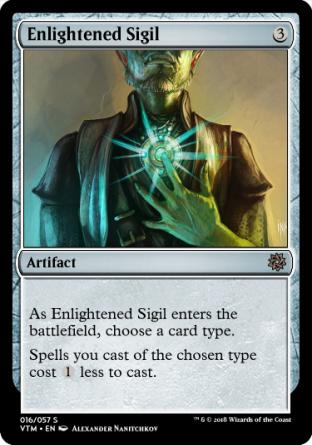 Enlightened Sigil 3
Artifact
As Enlightened Sigil enters the
battlefield, choose a card type.
Spells you cast of the chosen type
cost 1 less to cast.
016/057 S
VTM • EN ALEXANDER NANITCHKOV
™ & © 2018 Wizards of the Coast